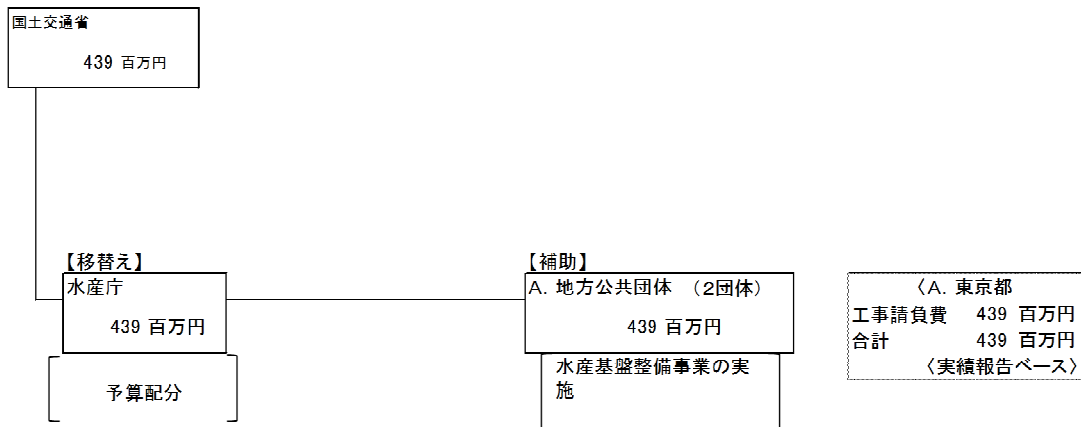 国土交通省
439 百万円
【移替え】
水産庁
439 百万円
予算配分
【補助】
A. 地方公共団体 （2団体）
439 百万円
水産基盤整備事業の実
施
〈A. 東京都
工事請負費 439 百万円
合計 439 百万円
〈実績報告ベース〉